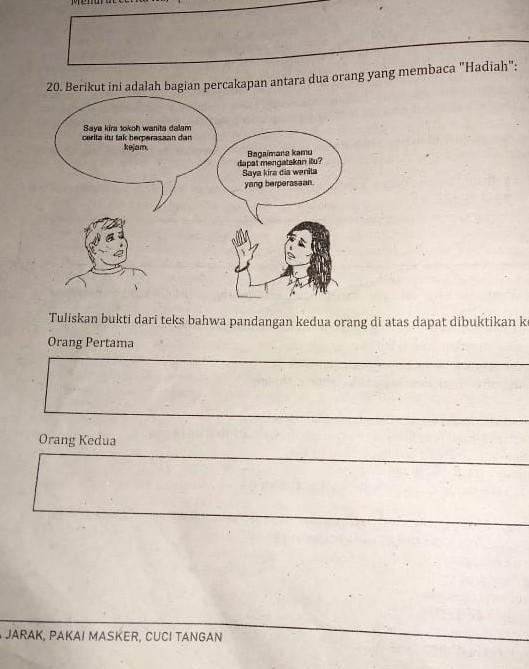 20. Berikut ini adalah bagian percakapan antara dua orang yang membaca "Hadiah":
Saya kira tokoh wanita dalam
cerita itu tak berperasaan dan
kejam.
Bagaimana kamu
dapat mengatakan itu?
Saya kira dia wanita
yang berperasaan.
Tuliskan bukti dari teks bahwa pandangan kedua orang di atas dapat dibuktikan
Orang Pertama
Orang Kedua
JARAK, PAKAI MASKER, CUCI TANGAN